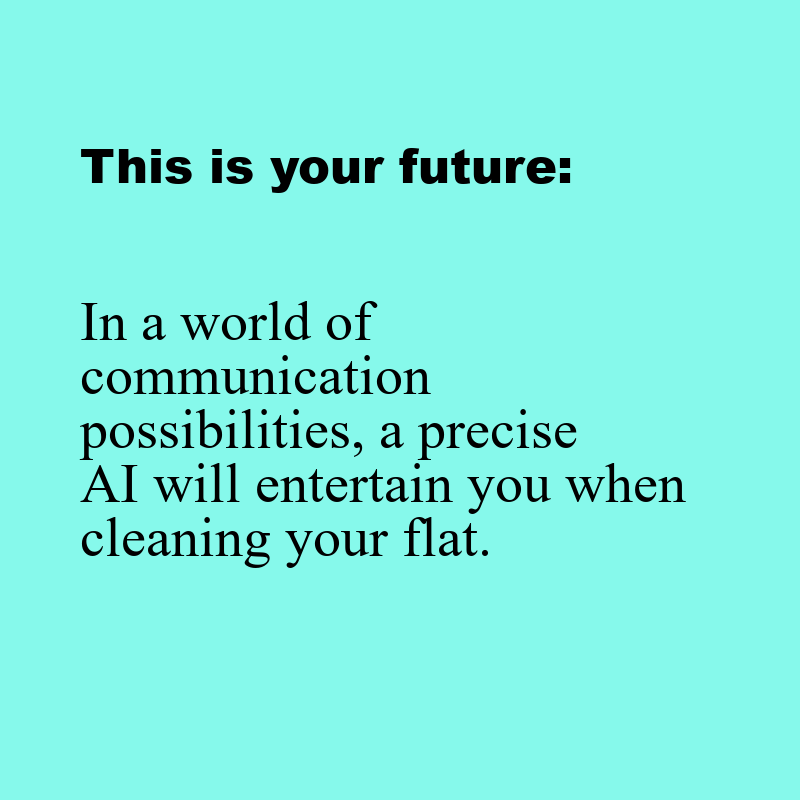 This is your future:
In a world of
communication
possibilities, a precise
AI will entertain you when
cleaning your flat.